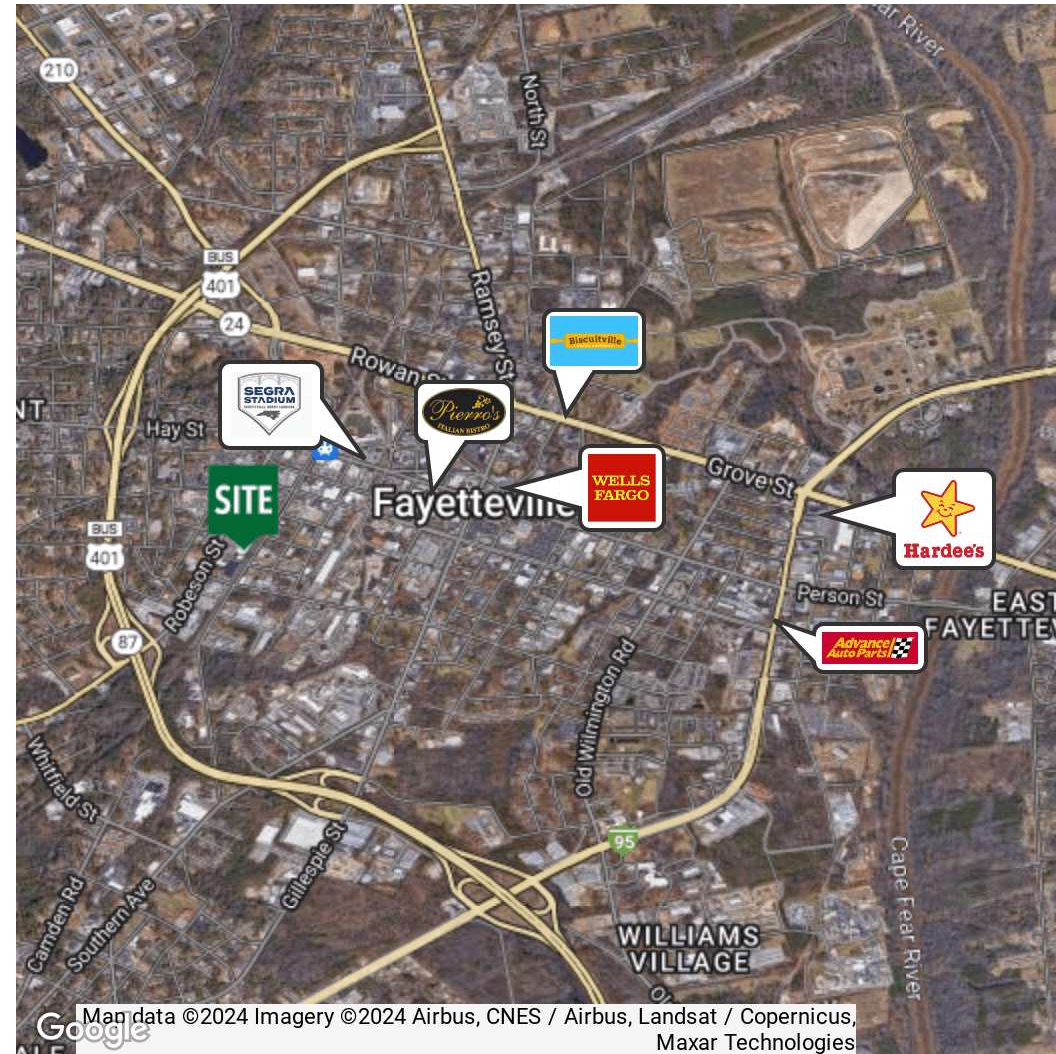 ar River
210
North St
BUS
401
24
Ramsey St
Rowan S
Biscuitville
SEGRA
STADIUM
Pierro's
ITALIAN BISTRO
NT
Hay St
WELLS
FARGO
Grove St
SITE
Fayetteville
Hardee's
BUS
401
Robeson St
Person St
EAST
FAYETTEV
87
Advance
Auto Parts
Old Wilmington Rd
Whitfield St
95
Gillespie St
Cape Fear River
Camden Rd
Southern Ave
WILLIAMS
VILLAGE
Ol
Google
Map data ©2024 Imagery ©2024 Airbus, CNES / Airbus, Landsat / Copernicus,
Maxar Technologies